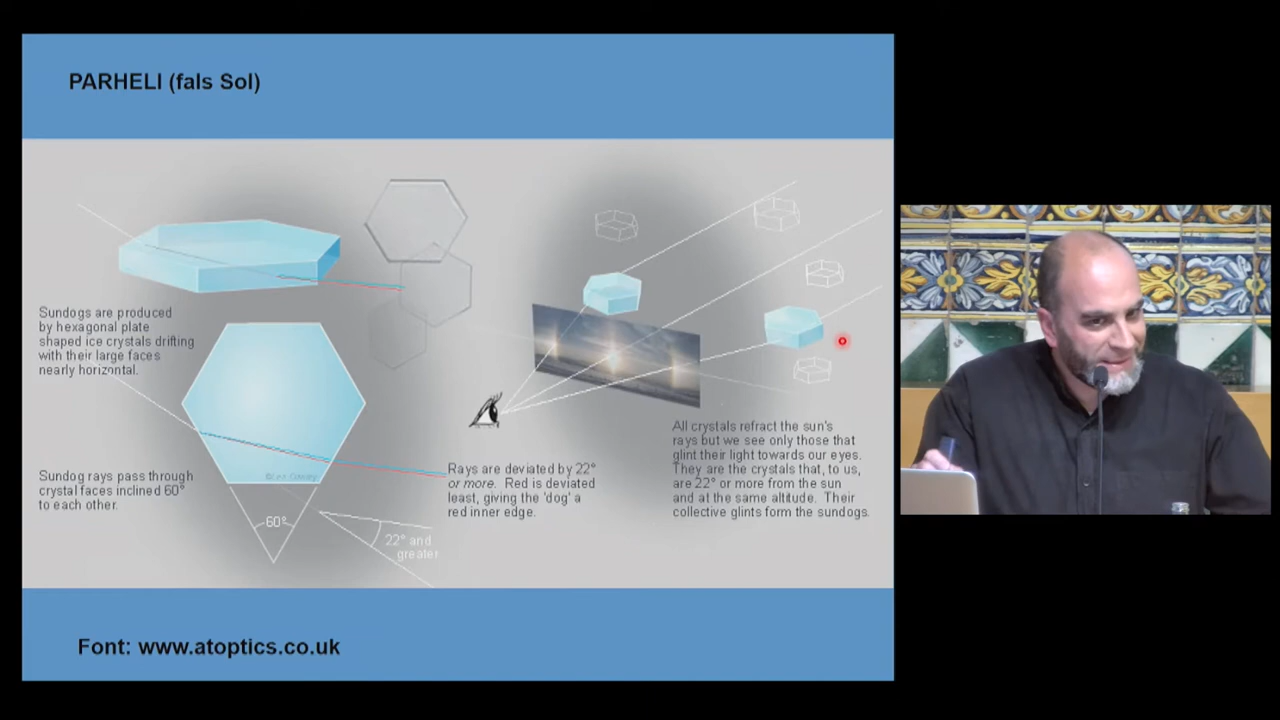 PARHELI (fals Sol)
Sundogs are produced
by hexagonal plate
shaped ice crystals drifting
with their large faces
nearly horizontal.
Sundog rays pass through
crystal faces inclined 60°
to each other.
60°
22° and
greater
Rays are deviated by 22°
or more. Red is deviated
least, giving the 'dog' a
red inner edge.
All crystals refract the sun's
rays but we see only those that
glint their light towards our eyes.
They are the crystals that, to us,
are 22° or more from the sun
and at the same altitude. Their
collective glints form the sundogs.
Font: www.atoptics.co.uk